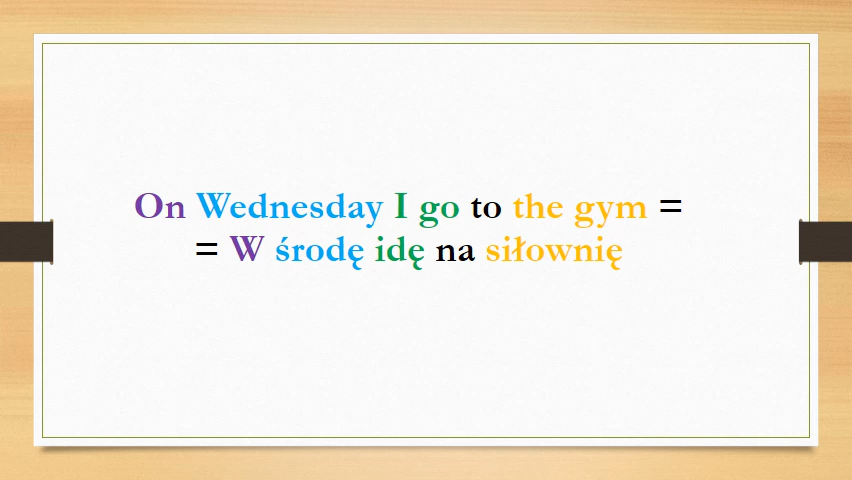 On Wednesday I go to the gym =
= W środę idę na siłownię